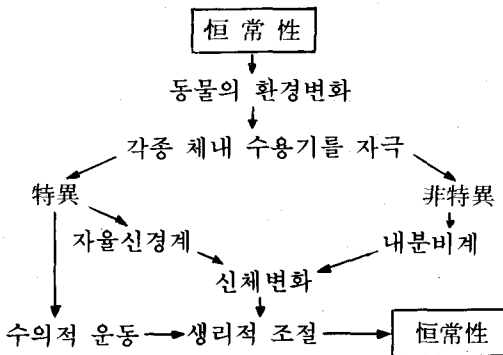 恒常性
동물의 환경변화
각종 체내 수용기를 자극
特異 非特異
자율신경계 내분비계
신체변화
수의적 운동 생리적 조절 恒常性